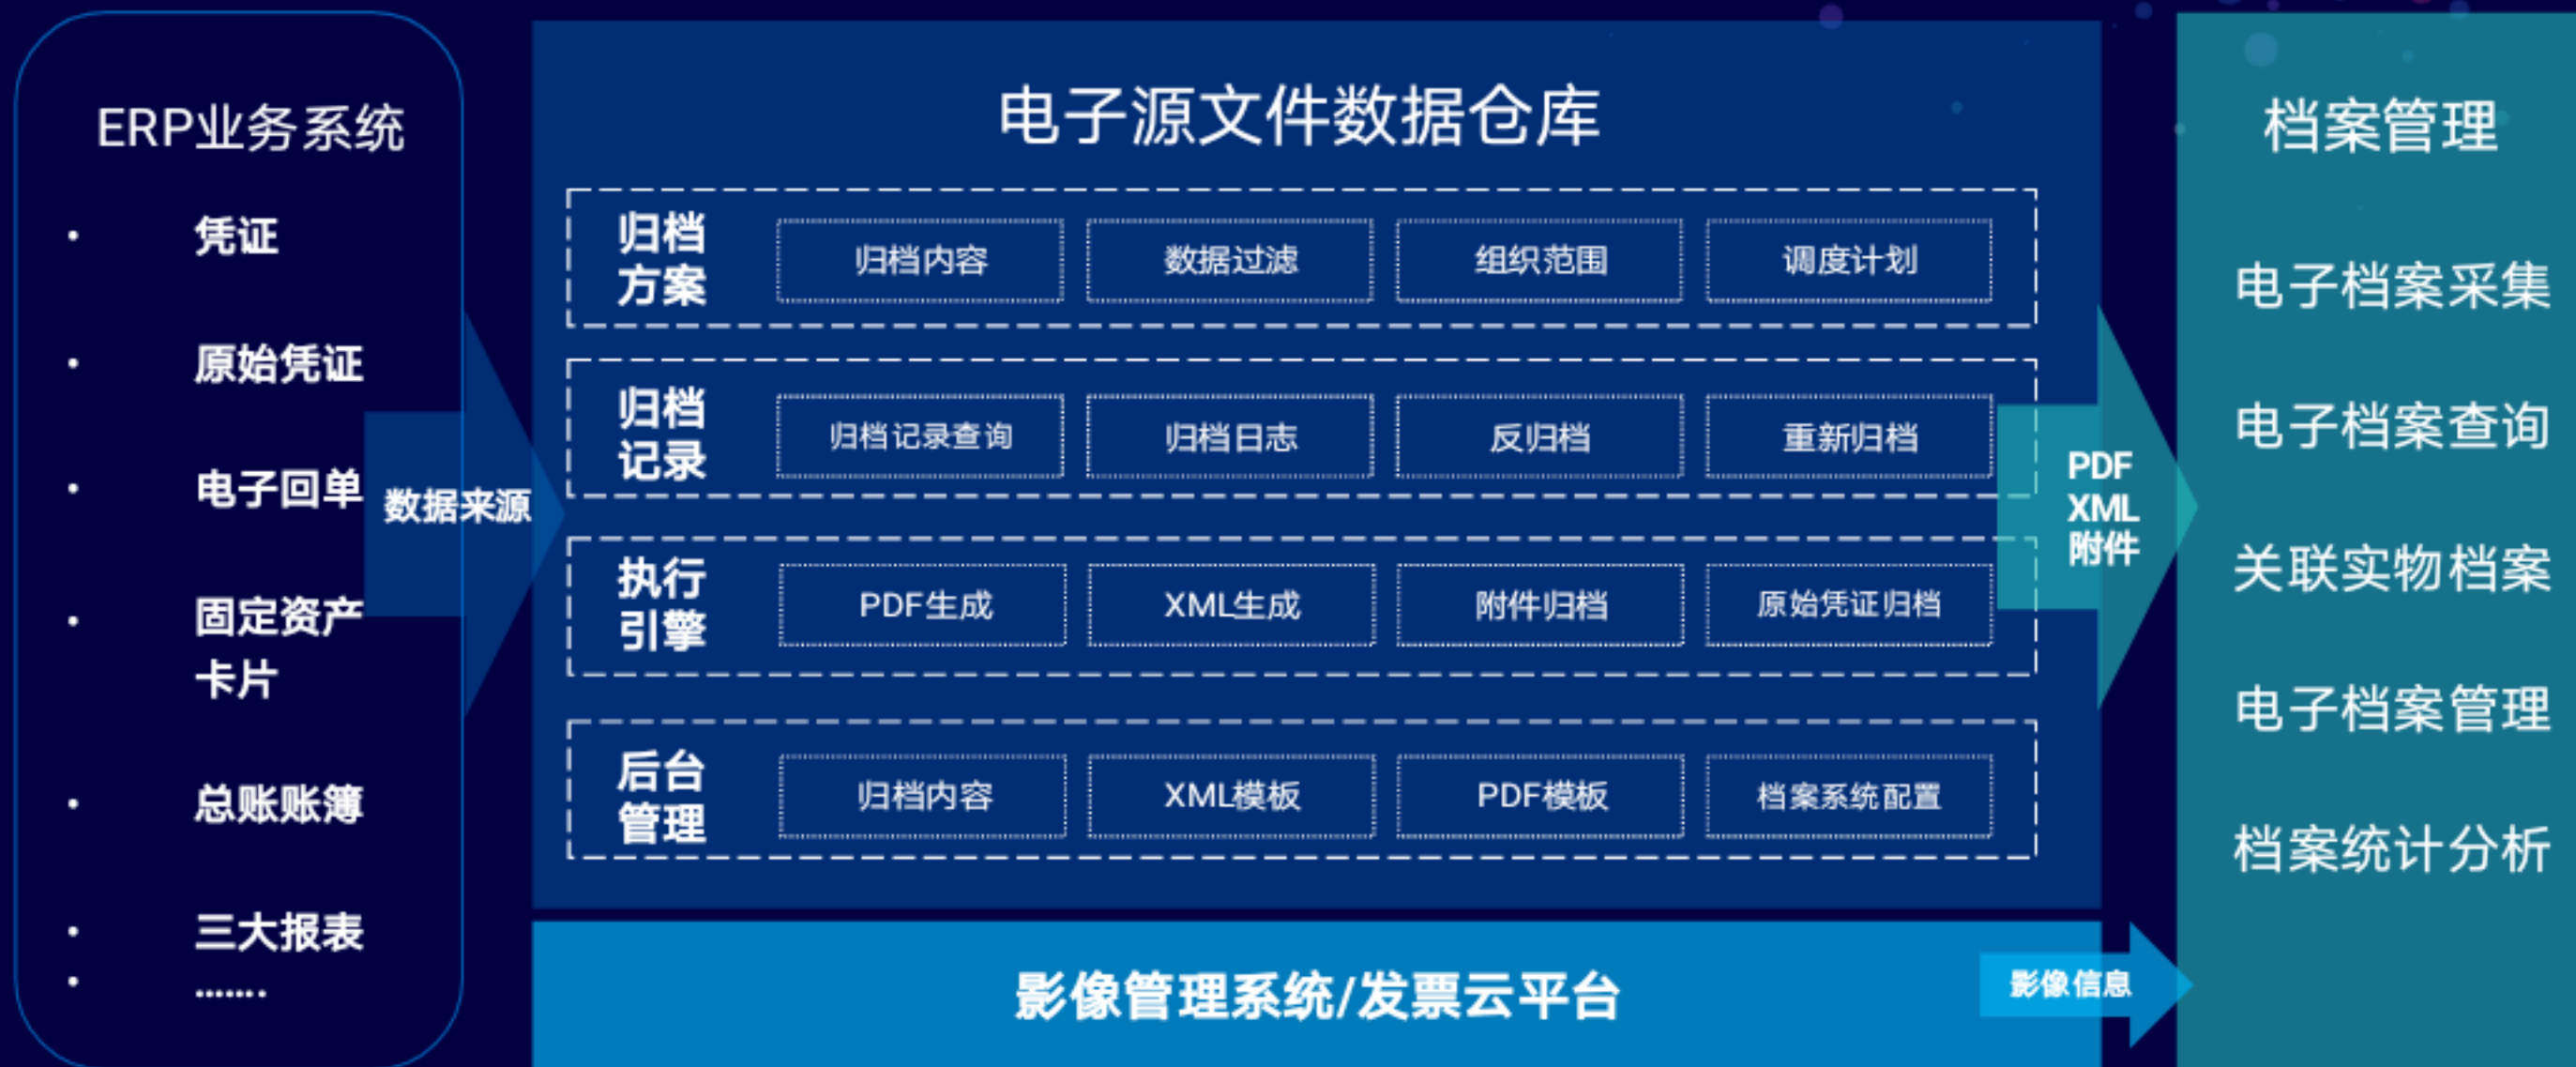 ERP业务系统
• 凭证
• 原始凭证
• 电子回单
• 固定资产
卡片
• 总账账簿
• 三大报表
• .......
数据来源
电子源文件数据仓库
归档
方案
归档内容
数据过滤
组织范围
调度计划
归档
记录
归档记录查询
归档日志
反归档
重新归档
执行
引擎
PDF生成
XML生成
附件归档
原始凭证归档
后台
管理
归档内容
XML模板
PDF模板
档案系统配置
PDF
XML
附件
影像管理系统/发票云平台
影像信息
档案管理
电子档案采集
电子档案查询
关联实物档案
电子档案管理
档案统计分析